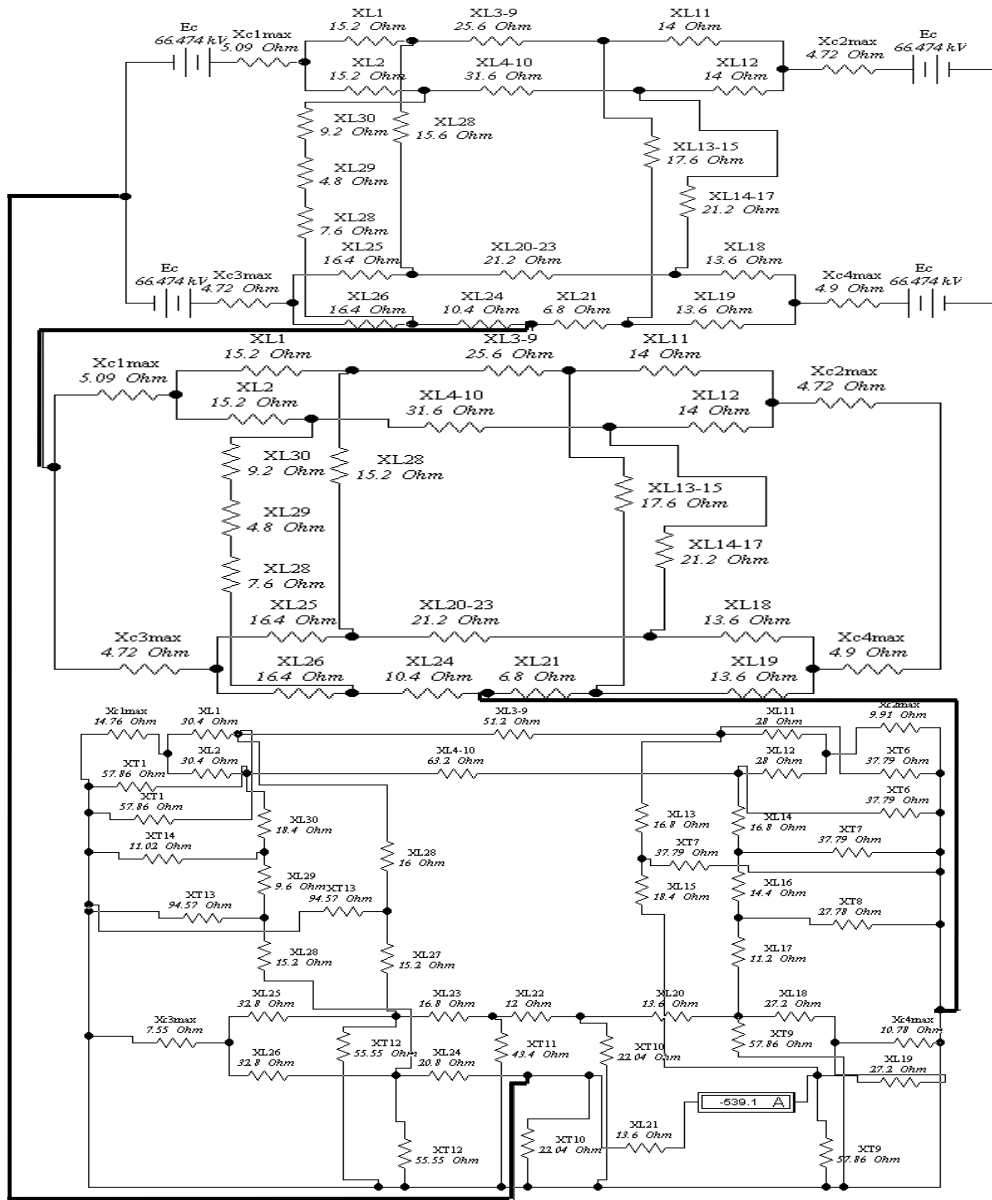 XL1
15.2 Ohm
XL3-9
25.6 Ohm
XL11
14 Ohm
Ec
66.474 kV
Xc1max
5.09 Ohm
XL2
15.2 Ohm
XL4-10
31.6 Ohm
XL12
14 Ohm
Xc2max
4.72 Ohm
Ec
66.474 kV
XL30
9.2 Ohm
XL28
15.6 Ohm
XL13-15
17.6 Ohm
XL29
4.8 Ohm
XL14-17
21.2 Ohm
XL28
7.6 Ohm
XL25
16.4 Ohm
XL20-23
21.2 Ohm
XL18
13.6 Ohm
Ec
66.474 kV
Xc3max
4.72 Ohm
XL26
16.4 Ohm
XL24
10.4 Ohm
XL21
6.8 Ohm
XL19
13.6 Ohm
Xc4max
4.9 Ohm
Ec
66.474 kV
XL1
15.2 Ohm
XL3-9
25.6 Ohm
XL11
14 Ohm
Xc1max
5.09 Ohm
XL2
15.2 Ohm
XL4-10
31.6 Ohm
XL12
14 Ohm
Xc2max
4.72 Ohm
XL30
9.2 Ohm
XL28
15.2 Ohm
XL13-15
17.6 Ohm
XL29
4.8 Ohm
XL14-17
21.2 Ohm
XL28
7.6 Ohm
XL25
16.4 Ohm
XL20-23
21.2 Ohm
XL18
13.6 Ohm
Xc3max
4.72 Ohm
XL26
16.4 Ohm
XL24
10.4 Ohm
XL21
6.8 Ohm
XL19
13.6 Ohm
Xc4max
4.9 Ohm
Xc1max
14.76 Ohm
XL1
30.4 Ohm
XL3-9
51.2 Ohm
XL11
28 Ohm
Xc2max
9.91 Ohm
XL2
30.4 Ohm
XL4-10
63.2 Ohm
XL12
28 Ohm
XT6
37.79 Ohm
XT1
57.86 Ohm
XT1
57.86 Ohm
XT6
37.79 Ohm
XL30
18.4 Ohm
XL13
16.8 Ohm
XL14
16.8 Ohm
XT14
11.02 Ohm
XL28
16 Ohm
XT7
37.79 Ohm
XT7
37.79 Ohm
XL29
9.6 Ohm
XT13
94.57 Ohm
XT13
94.57 Ohm
XL15
18.4 Ohm
XL16
14.4 Ohm
XT8
27.78 Ohm
XL28
15.2 Ohm
XL27
15.2 Ohm
XL17
11.2 Ohm
XL25
32.8 Ohm
XL23
16.8 Ohm
XL22
12 Ohm
XL20
13.6 Ohm
XL18
27.2 Ohm
Xc3max
7.55 Ohm
Xc4max
10.78 Ohm
XT12
55.55 Ohm
XT11
43.4 Ohm
XT10
22.04 Ohm
XT9
57.86 Ohm
XL26
32.8 Ohm
XL24
20.8 Ohm
XL19
27.2 Ohm
-539.1 A
XL21
13.6 Ohm
XT12
55.55 Ohm
XT10
22.04 Ohm
XT9
57.86 Ohm